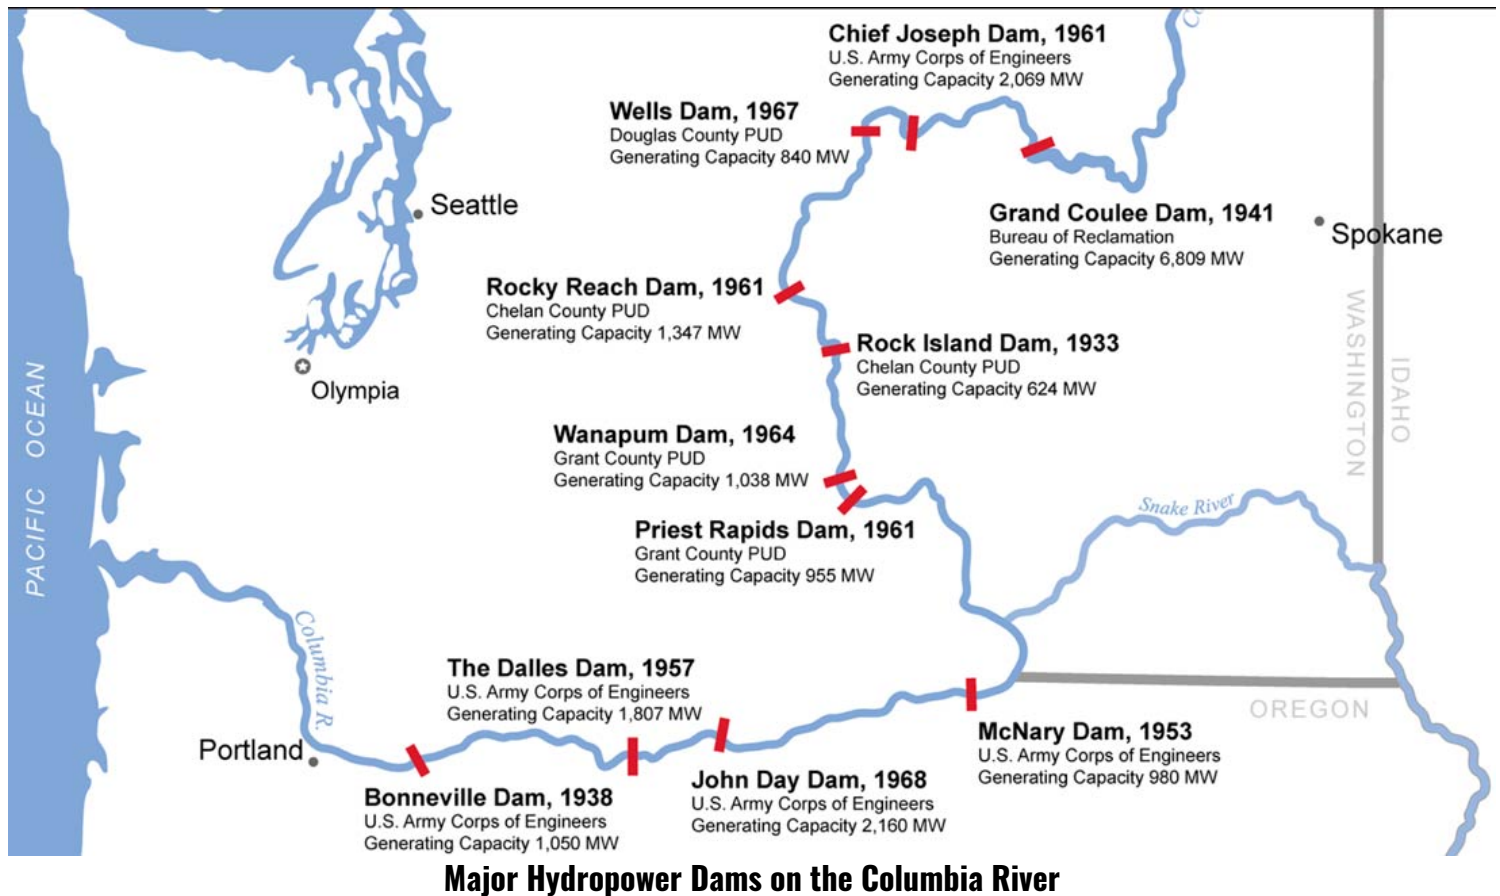 Chief Joseph Dam, 1961
U.S. Army Corps of Engineers
Generating Capacity 2,069 MW
Wells Dam, 1967
Douglas County PUD
Generating Capacity 840 MW
Seattle
Grand Coulee Dam, 1941
Bureau of Reclamation
Generating Capacity 6,809 MW
Spokane
Rocky Reach Dam, 1961
Chelan County PUD
Generating Capacity 1,347 MW
Rock Island Dam, 1933
Chelan County PUD
Generating Capacity 624 MW
WASHINGTON
IDAHO
Olympia
PACIFIC OCEAN
Wanapum Dam, 1964
Grant County PUD
Generating Capacity 1,038 MW
Snake River
Priest Rapids Dam, 1961
Grant County PUD
Generating Capacity 955 MW
Columbia R.
The Dalles Dam, 1957
U.S. Army Corps of Engineers
Generating Capacity 1,807 MW
OREGON
Portland
McNary Dam, 1953
U.S. Army Corps of Engineers
Generating Capacity 980 MW
John Day Dam, 1968
U.S. Army Corps of Engineers
Generating Capacity 2,160 MW
Bonneville Dam, 1938
U.S. Army Corps of Engineers
Generating Capacity 1,050 MW
Major Hydropower Dams on the Columbia River